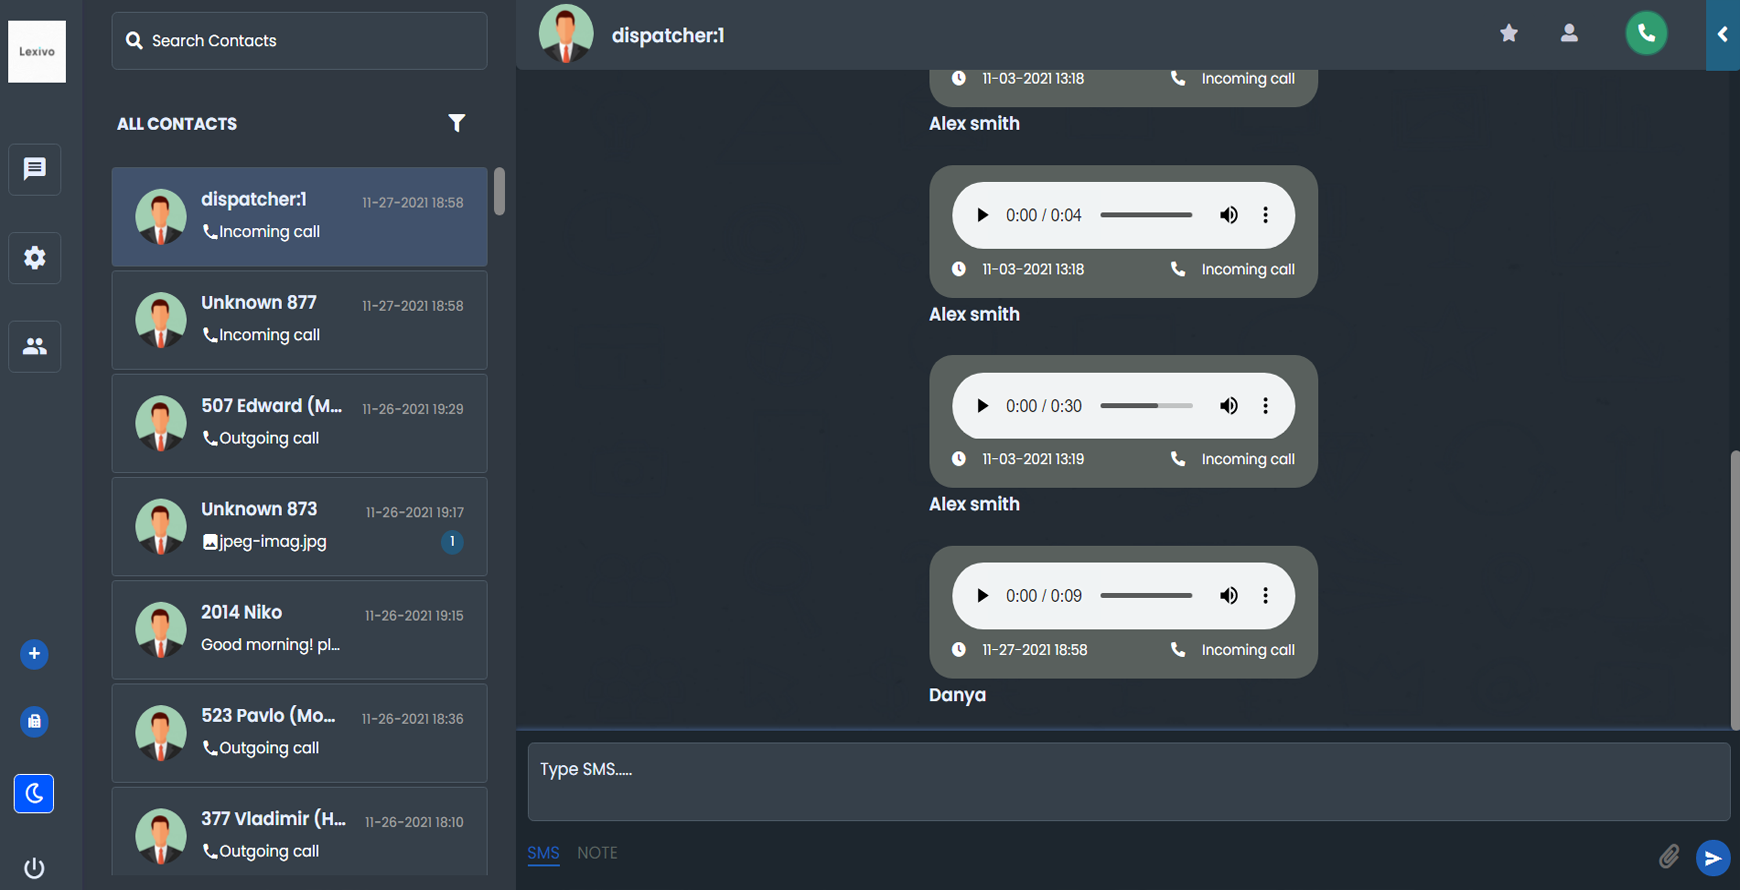 Lexivo
Search Contacts
ALL CONTACTS
dispatcher:1 11-27-2021 18:58
Incoming call
Unknown 877 11-27-2021 18:58
Incoming call
507 Edward (M... 11-26-2021 19:29
Outgoing call
Unknown 873 11-26-2021 19:17
jpeg-imag.jpg 1
2014 Niko 11-26-2021 19:15
Good morning! pl...
523 Pavlo (Mo... 11-26-2021 18:36
Outgoing call
377 Vladimir (H... 11-26-2021 18:10
Outgoing call
dispatcher:1
11-03-2021 13:18 Incoming call
Alex smith
0:00 / 0:04
11-03-2021 13:18 Incoming call
Alex smith
0:00 / 0:30
11-03-2021 13:19 Incoming call
Alex smith
0:00 / 0:09
11-27-2021 18:58 Incoming call
Danya
Type SMS.....
SMS NOTE